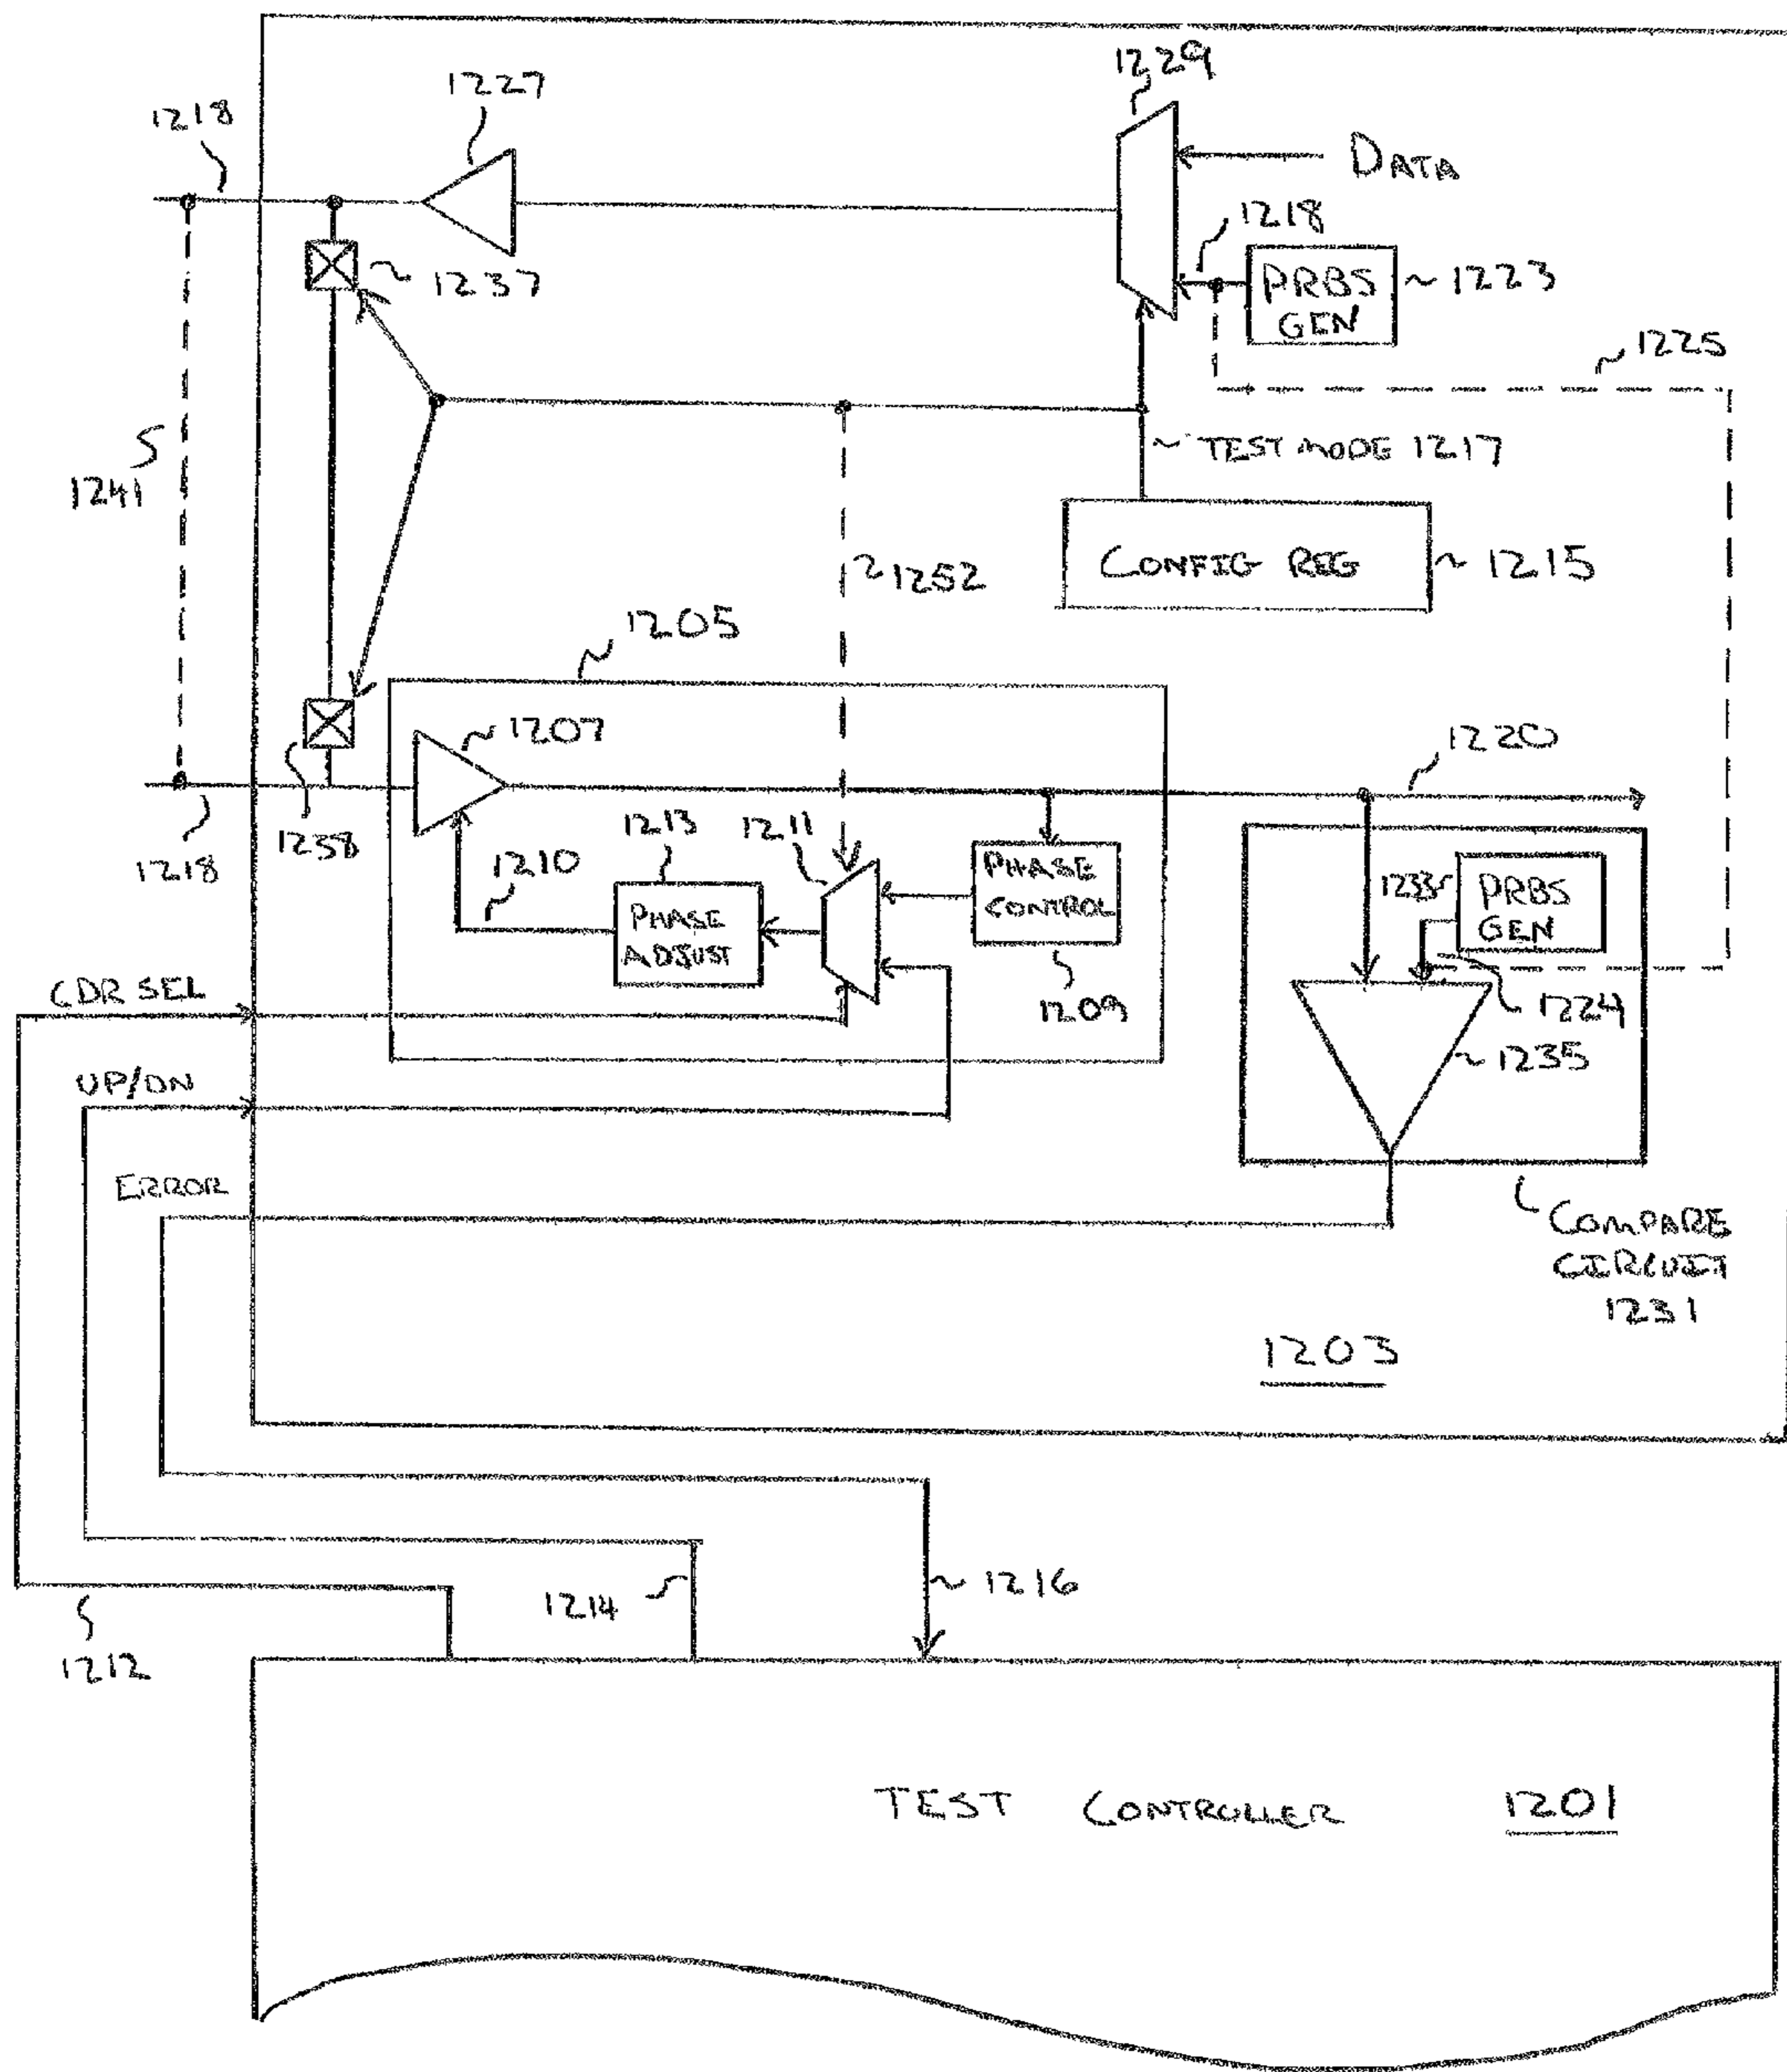 1229
1227
1218
DATA
1218
PRBS
GEN
1223
1237
1225
TEST MODE 1217
1241
CONFIG REG
1215
1252
1205
1207
1220
1238
1213
1211
1218
1210
PHASE
CONTROL
1233
PRBS
GEN
PHASE
ADJUST
CDR SEL
1209
1224
1235
UP/DN
ERROR
COMPARE
CIRCUIT
1231
1203
1216
1214
1212
TEST CONTROLLER 1201